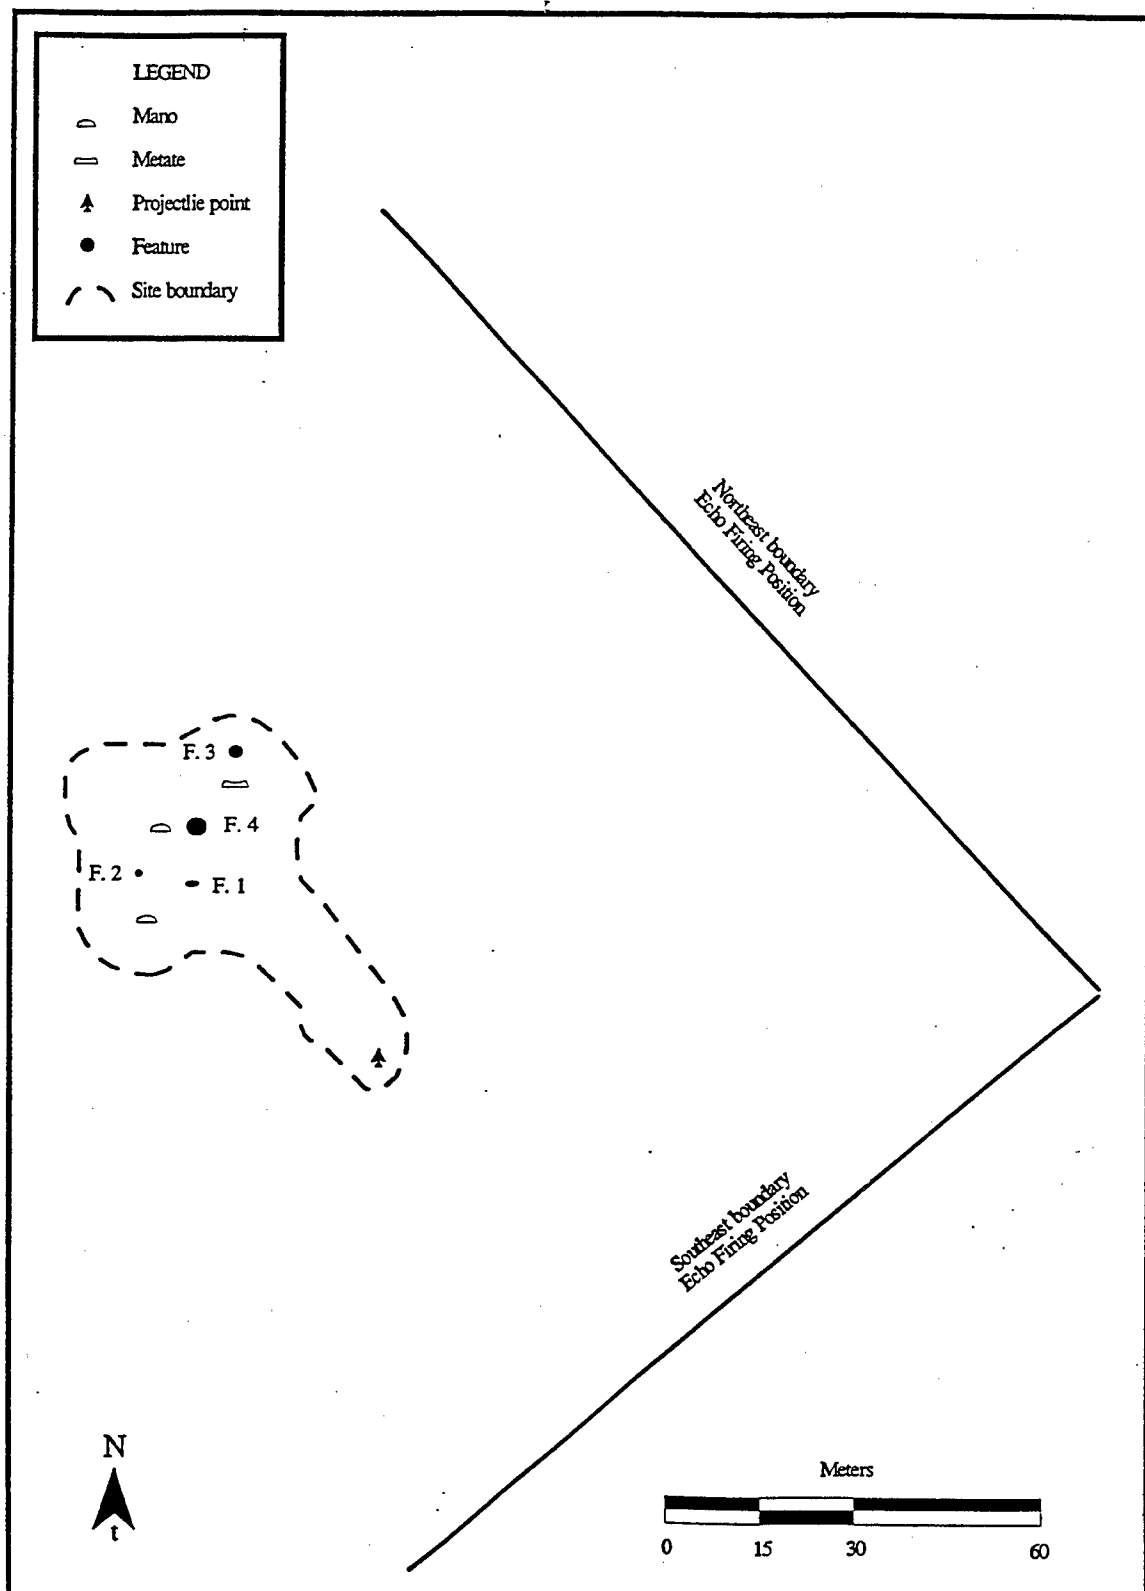 LEGEND
Mano
Metate
Projectlie point
Feature
Site boundary
Northeast boundary
Echo Firing Position
F. 3
F. 4
F. 2
F. 1
Southeast boundary
Echo Firing Position
N
t
Meters
0 15 30 60